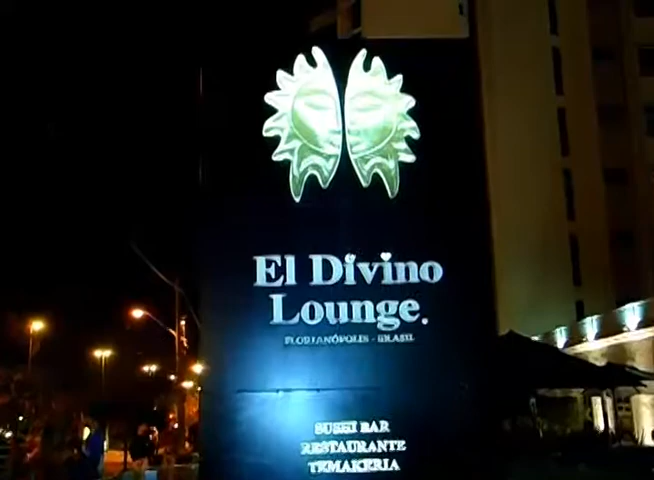 El Divino
Lounge.
FLORIANÓPOLIS - BRASIL
SUSHI BAR
RESTAURANTE
TEMAKERIA